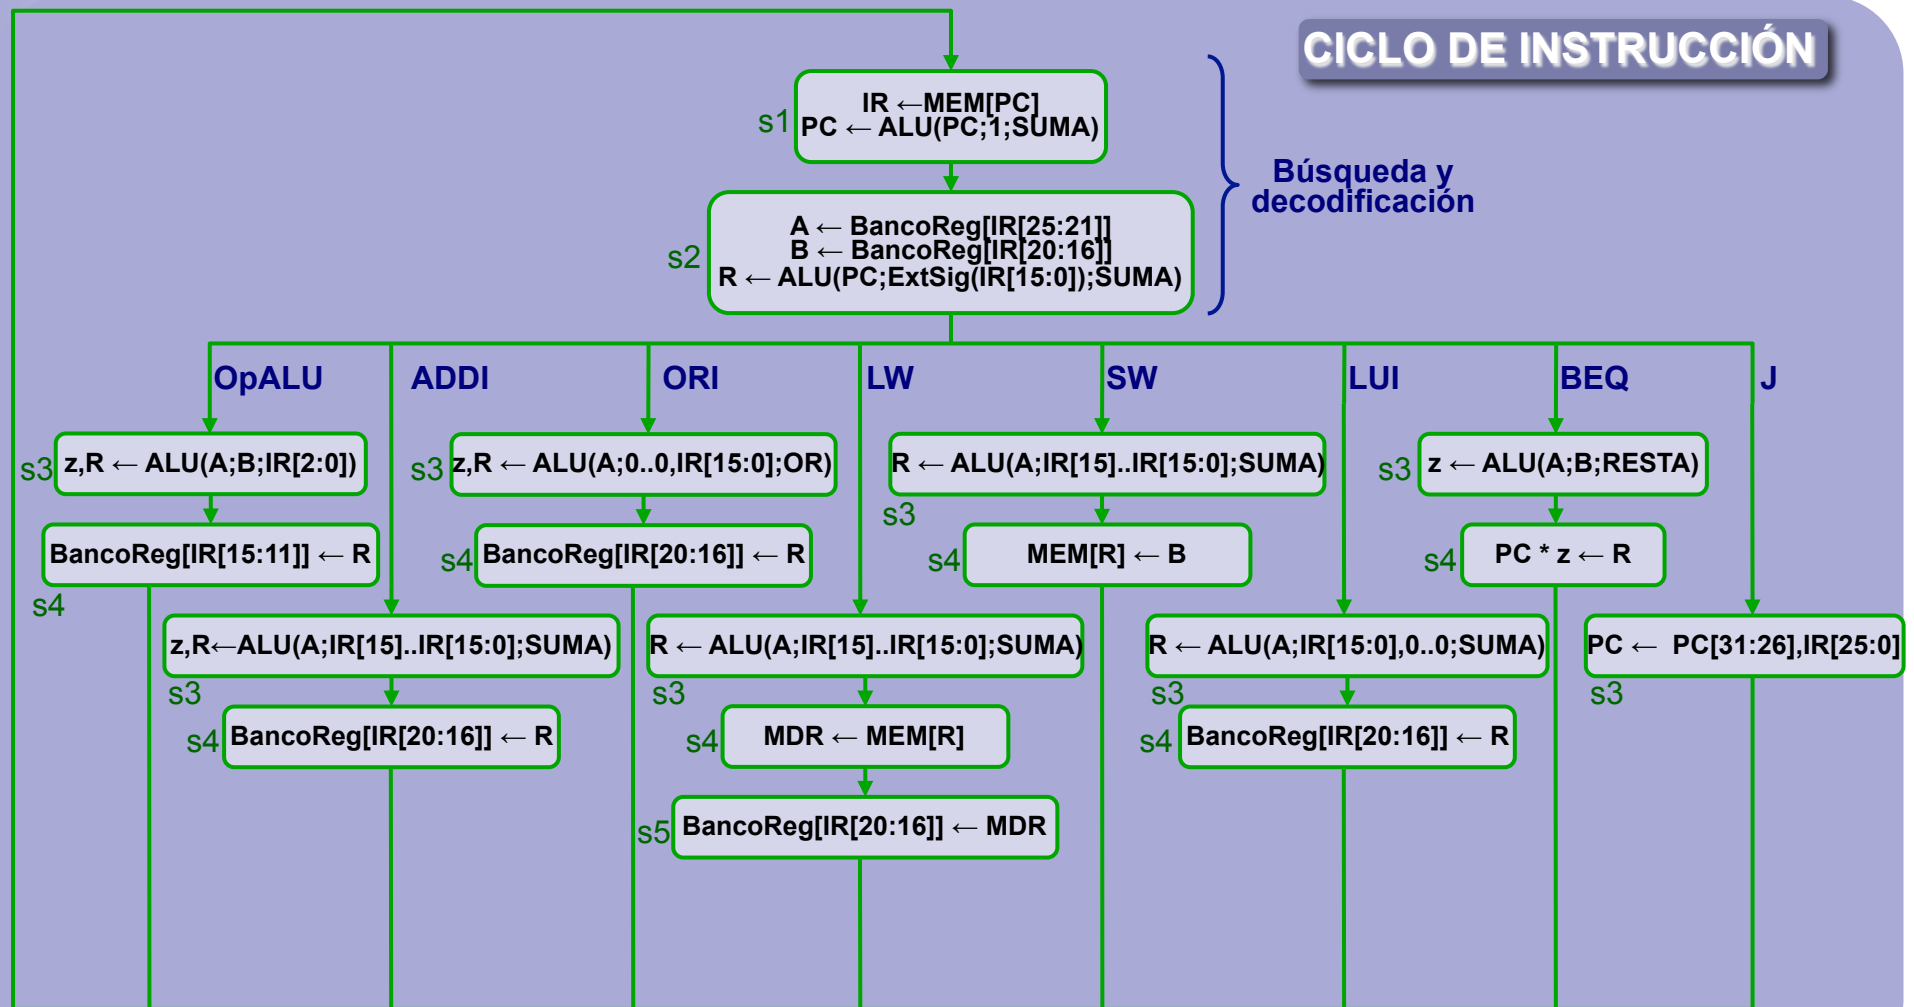 CICLO DE INSTRUCCIÓN
s1
IR ←MEM[PC]
PC ← ALU(PC;1;SUMA)
Búsqueda y
decodificación
s2
A ← BancoReg[IR[25:21]]
B ← BancoReg[IR[20:16]]
R ← ALU(PC;ExtSig(IR[15:0]);SUMA)
OpALU
ADDI
ORI
LW
SW
LUI
BEQ
J
s3
z,R ← ALU(A;B;IR[2:0])
s3
z,R ← ALU(A;0..0,IR[15:0];OR)
R ← ALU(A;IR[15]..IR[15:0];SUMA)
s3
s3
z ← ALU(A;B;RESTA)
BancoReg[IR[15:11]] ← R
s4
s4
BancoReg[IR[20:16]] ← R
s4
MEM[R] ← B
s4
PC * z ← R
z,R←ALU(A;IR[15]..IR[15:0];SUMA)
s3
R ← ALU(A;IR[15]..IR[15:0];SUMA)
s3
R ← ALU(A;IR[15:0],0..0;SUMA)
s3
PC ← PC[31:26],IR[25:0]
s3
s4
BancoReg[IR[20:16]] ← R
s4
MDR ← MEM[R]
s4
BancoReg[IR[20:16]] ← R
s5
BancoReg[IR[20:16]] ← MDR